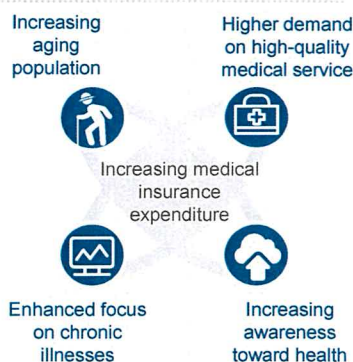 Increasing
aging
population
Higher demand
on high-quality
medical service
Increasing medical
insurance
expenditure
Enhanced focus
on chronic
illnesses
Increasing
awareness
toward health